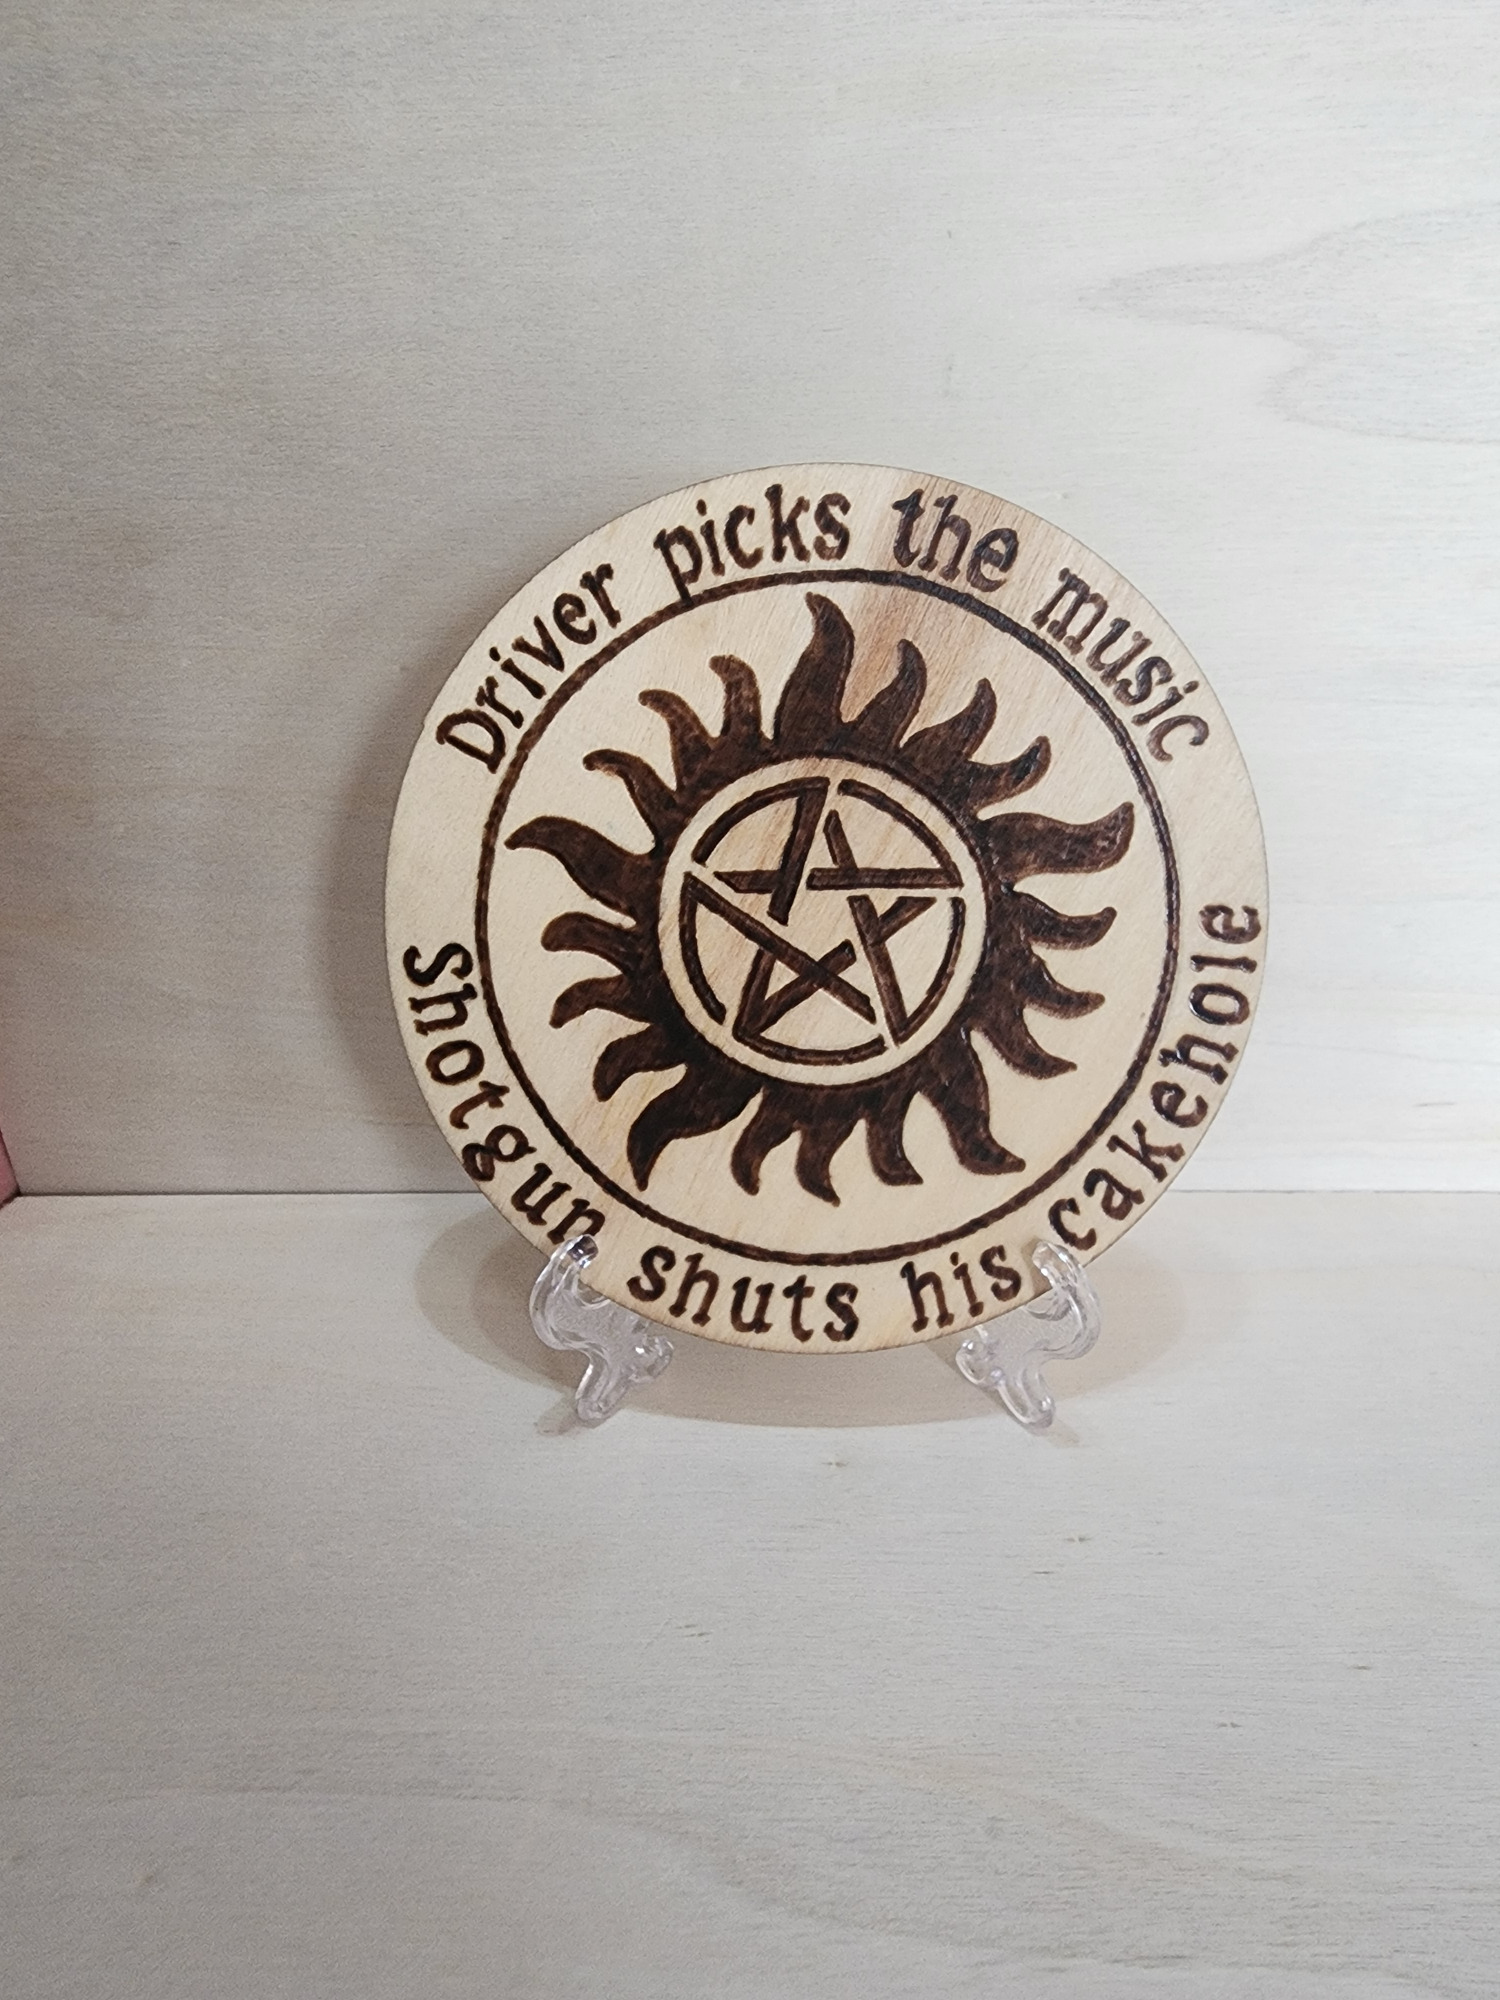 Driver picks the music
Shotgun shuts his cakehole